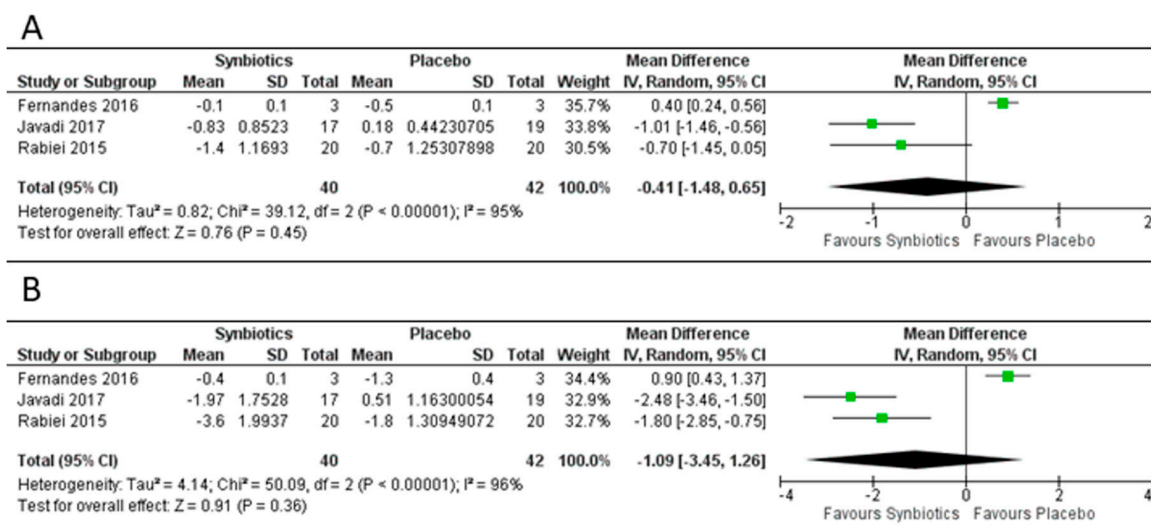 A
Synbiotics Placebo Mean Difference Mean Difference
Study or Subgroup Mean SD Total Mean SD Total Weight IV, Random, 95% CI IV, Random, 95% CI
Fernandes 2016 -0.1 0.1 3 -0.5 0.1 3 35.7% 0.40 [0.24, 0.56]
Javadi 2017 -0.83 0.8523 17 0.18 0.44230705 19 33.8% -1.01 [-1.46, -0.56]
Rabiei 2015 -1.4 1.1693 20 -0.7 1.25307898 20 30.5% -0.70 [-1.45, 0.05]
Total (95% CI) 40 42 100.0% -0.41 [-1.48, 0.65]
Heterogeneity: Tau² = 0.82; Chi² = 39.12, df = 2 (P < 0.00001); I² = 95%
Test for overall effect: Z = 0.76 (P = 0.45)
-2 -1 0 1 2
Favours Synbiotics Favours Placebo
B
Synbiotics Placebo Mean Difference Mean Difference
Study or Subgroup Mean SD Total Mean SD Total Weight IV, Random, 95% CI IV, Random, 95% CI
Fernandes 2016 -0.4 0.1 3 -1.3 0.4 3 34.4% 0.90 [0.43, 1.37]
Javadi 2017 -1.97 1.7528 17 0.51 1.16300054 19 32.9% -2.48 [-3.46, -1.50]
Rabiei 2015 -3.6 1.9937 20 -1.8 1.30949072 20 32.7% -1.80 [-2.85, -0.75]
Total (95% CI) 40 42 100.0% -1.09 [-3.45, 1.26]
Heterogeneity: Tau² = 4.14; Chi² = 50.09, df = 2 (P < 0.00001); I² = 96%
Test for overall effect: Z = 0.91 (P = 0.36)
-4 -2 0 2 4
Favours Synbiotics Favours Placebo